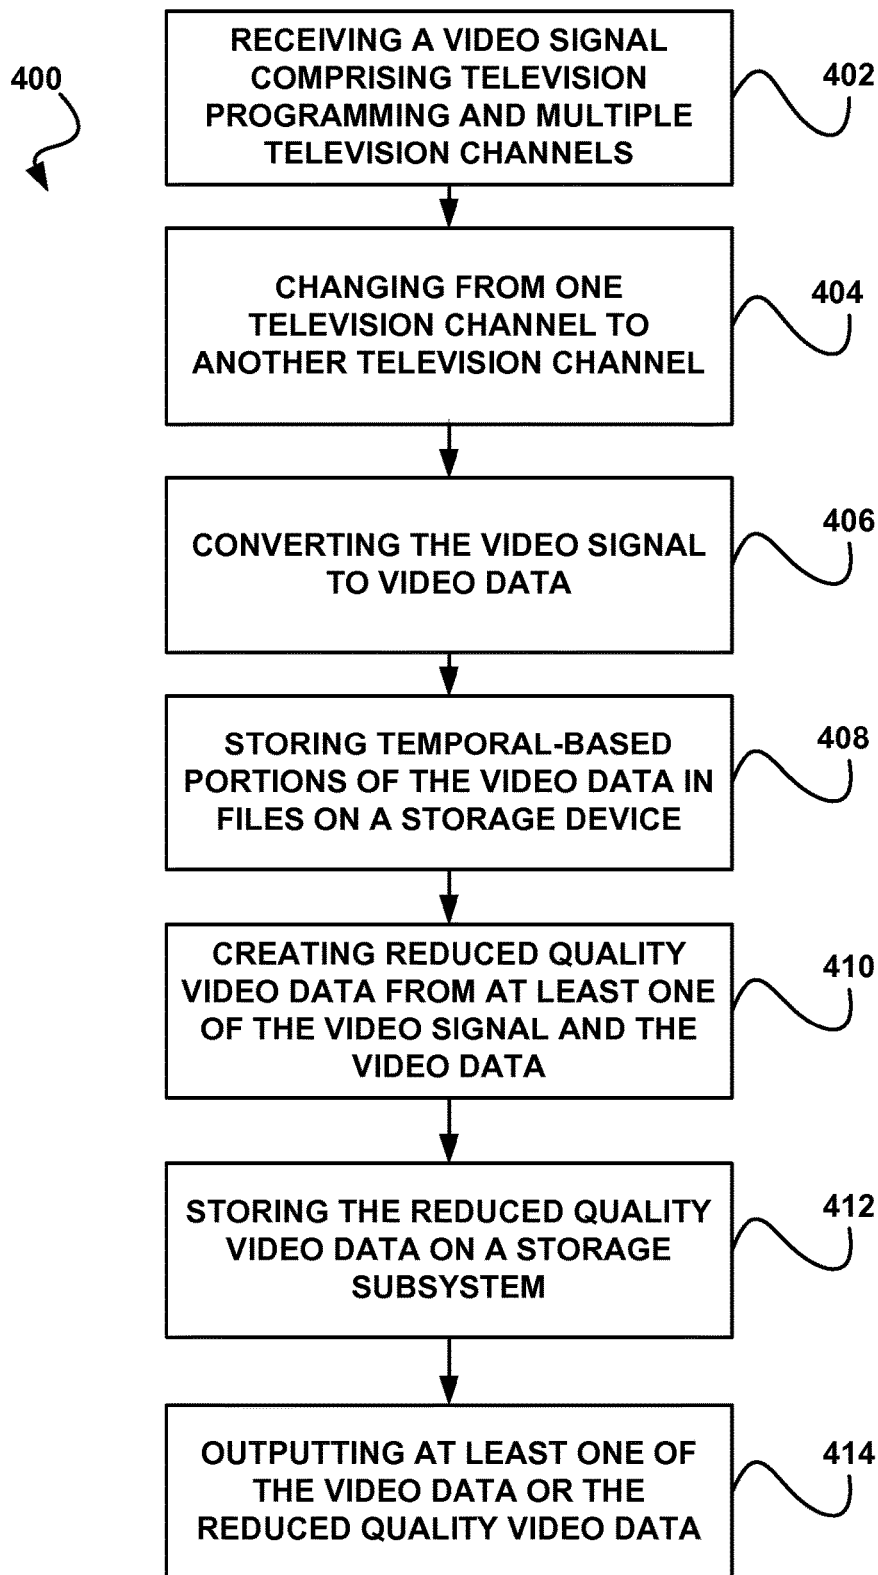 400
RECEIVING A VIDEO SIGNAL
COMPRISING TELEVISION
PROGRAMMING AND MULTIPLE
TELEVISION CHANNELS
402
CHANGING FROM ONE
TELEVISION CHANNEL TO
ANOTHER TELEVISION CHANNEL
404
CONVERTING THE VIDEO SIGNAL
TO VIDEO DATA
406
STORING TEMPORAL-BASED
PORTIONS OF THE VIDEO DATA IN
FILES ON A STORAGE DEVICE
408
CREATING REDUCED QUALITY
VIDEO DATA FROM AT LEAST ONE
OF THE VIDEO SIGNAL AND THE
VIDEO DATA
410
STORING THE REDUCED QUALITY
VIDEO DATA ON A STORAGE
SUBSYSTEM
412
OUTPUTTING AT LEAST ONE OF
THE VIDEO DATA OR THE
REDUCED QUALITY VIDEO DATA
414